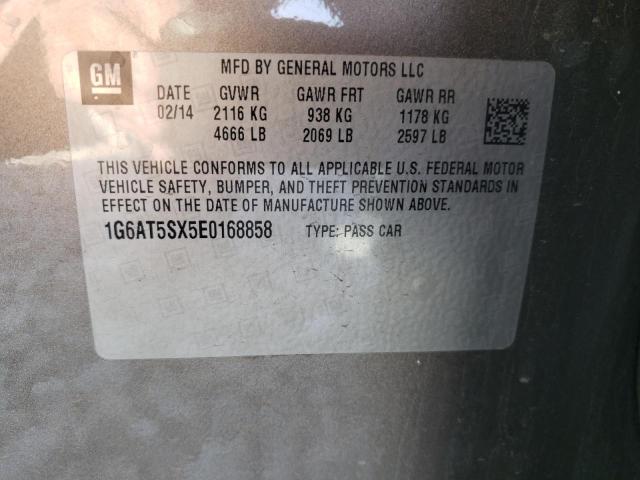 GM
MFD BY GENERAL MOTORS LLC
DATE GVWR GAWR FRT GAWR RR
02/14 2116 KG 938 KG 1178 KG
4666 LB 2069 LB 2597 LB
THIS VEHICLE CONFORMS TO ALL APPLICABLE U.S. FEDERAL MOTOR
VEHICLE SAFETY, BUMPER, AND THEFT PREVENTION STANDARDS IN
EFFECT ON THE DATE OF MANUFACTURE SHOWN ABOVE.
1G6AT5SX5E0168858 TYPE: PASS CAR